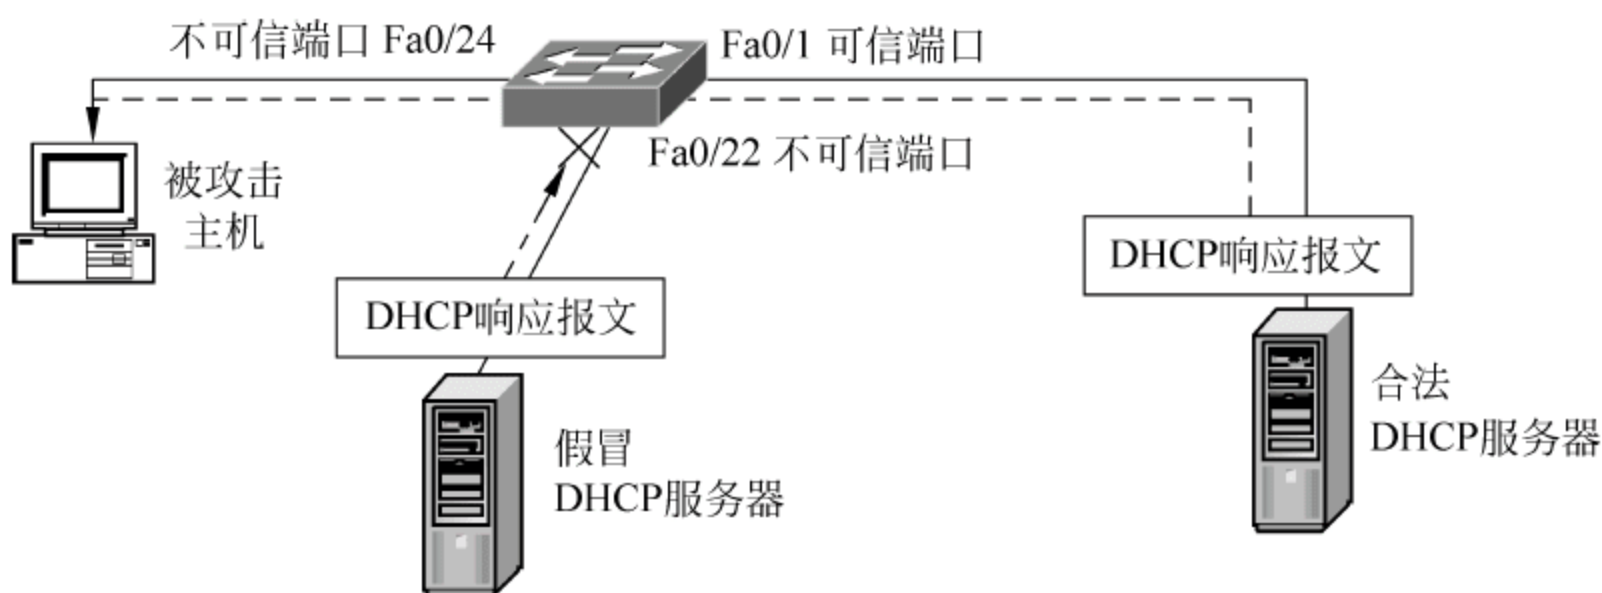 不可信端口 Fa0/24
Fa0/1 可信端口
Fa0/22 不可信端口
被攻击
主机
DHCP响应报文
DHCP响应报文
假冒
DHCP服务器
合法
DHCP服务器